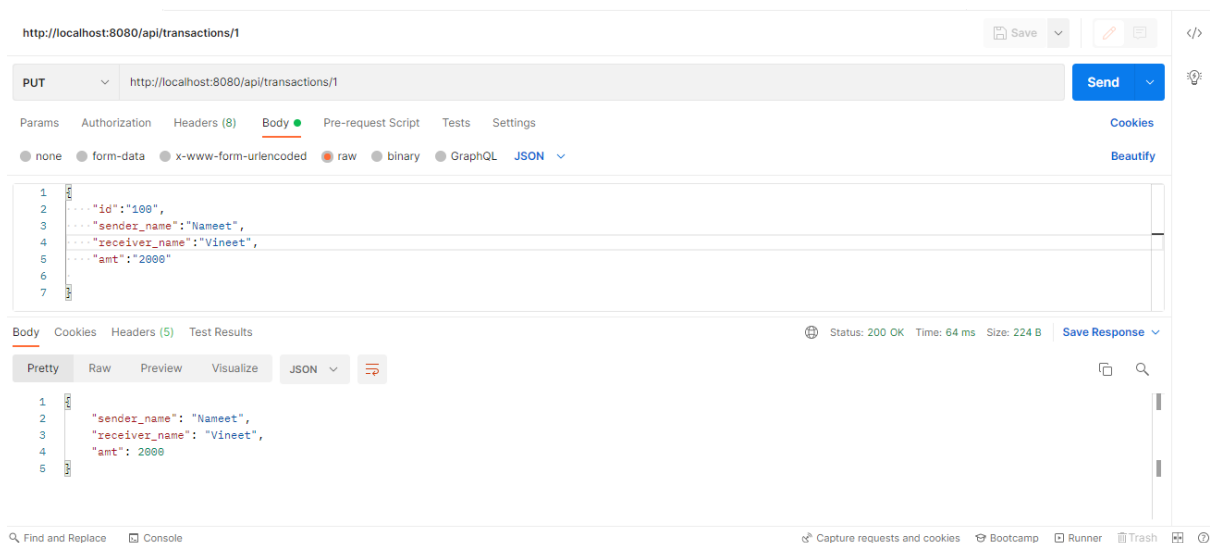 http://localhost:8080/api/transactions/1 Save </>
PUT http://localhost:8080/api/transactions/1 Send
Params Authorization Headers (8) Body Pre-request Script Tests Settings Cookies
none form-data x-www-form-urlencoded raw binary GraphQL JSON Beautify
1 {
2 ····"id":"100",
3 ····"sender_name":"Nameet",
4 ····"receiver_name":"Vineet",
5 ····"amt":"2000"
6 ·
7 }
Body Cookies Headers (5) Test Results Status: 200 OK Time: 64 ms Size: 224 B Save Response
Pretty Raw Preview Visualize JSON
1 {
2 "sender_name": "Nameet",
3 "receiver_name": "Vineet",
4 "amt": 2000
5 }
Find and Replace Console Capture requests and cookies Bootcamp Runner Trash